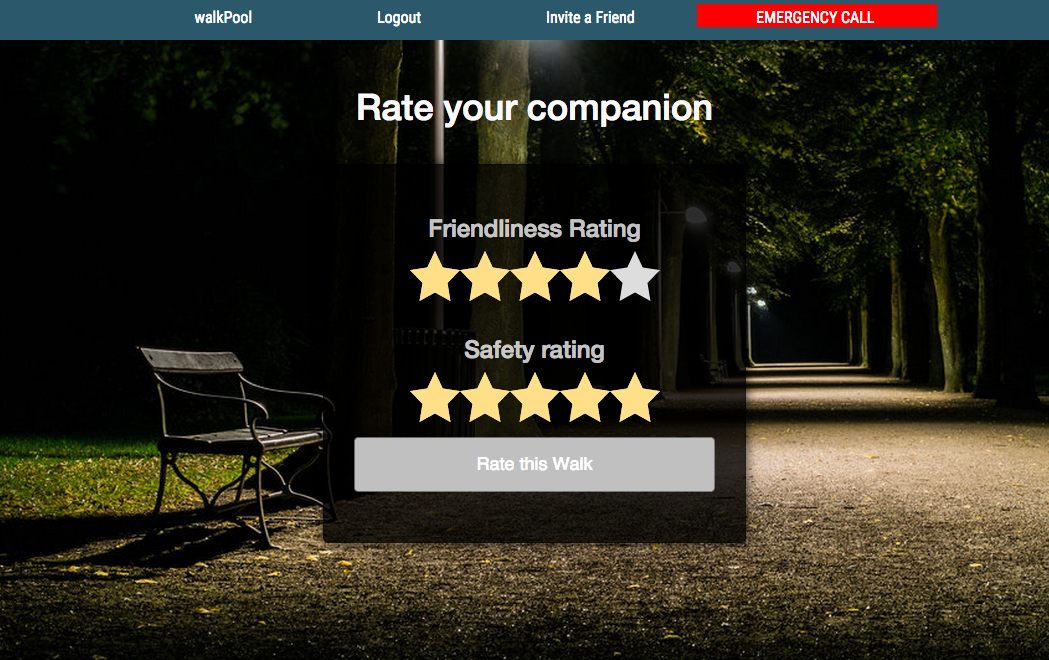 walkPool Logout Invite a Friend EMERGENCY CALL
Rate your companion
Friendliness Rating
Safety rating
Rate this Walk